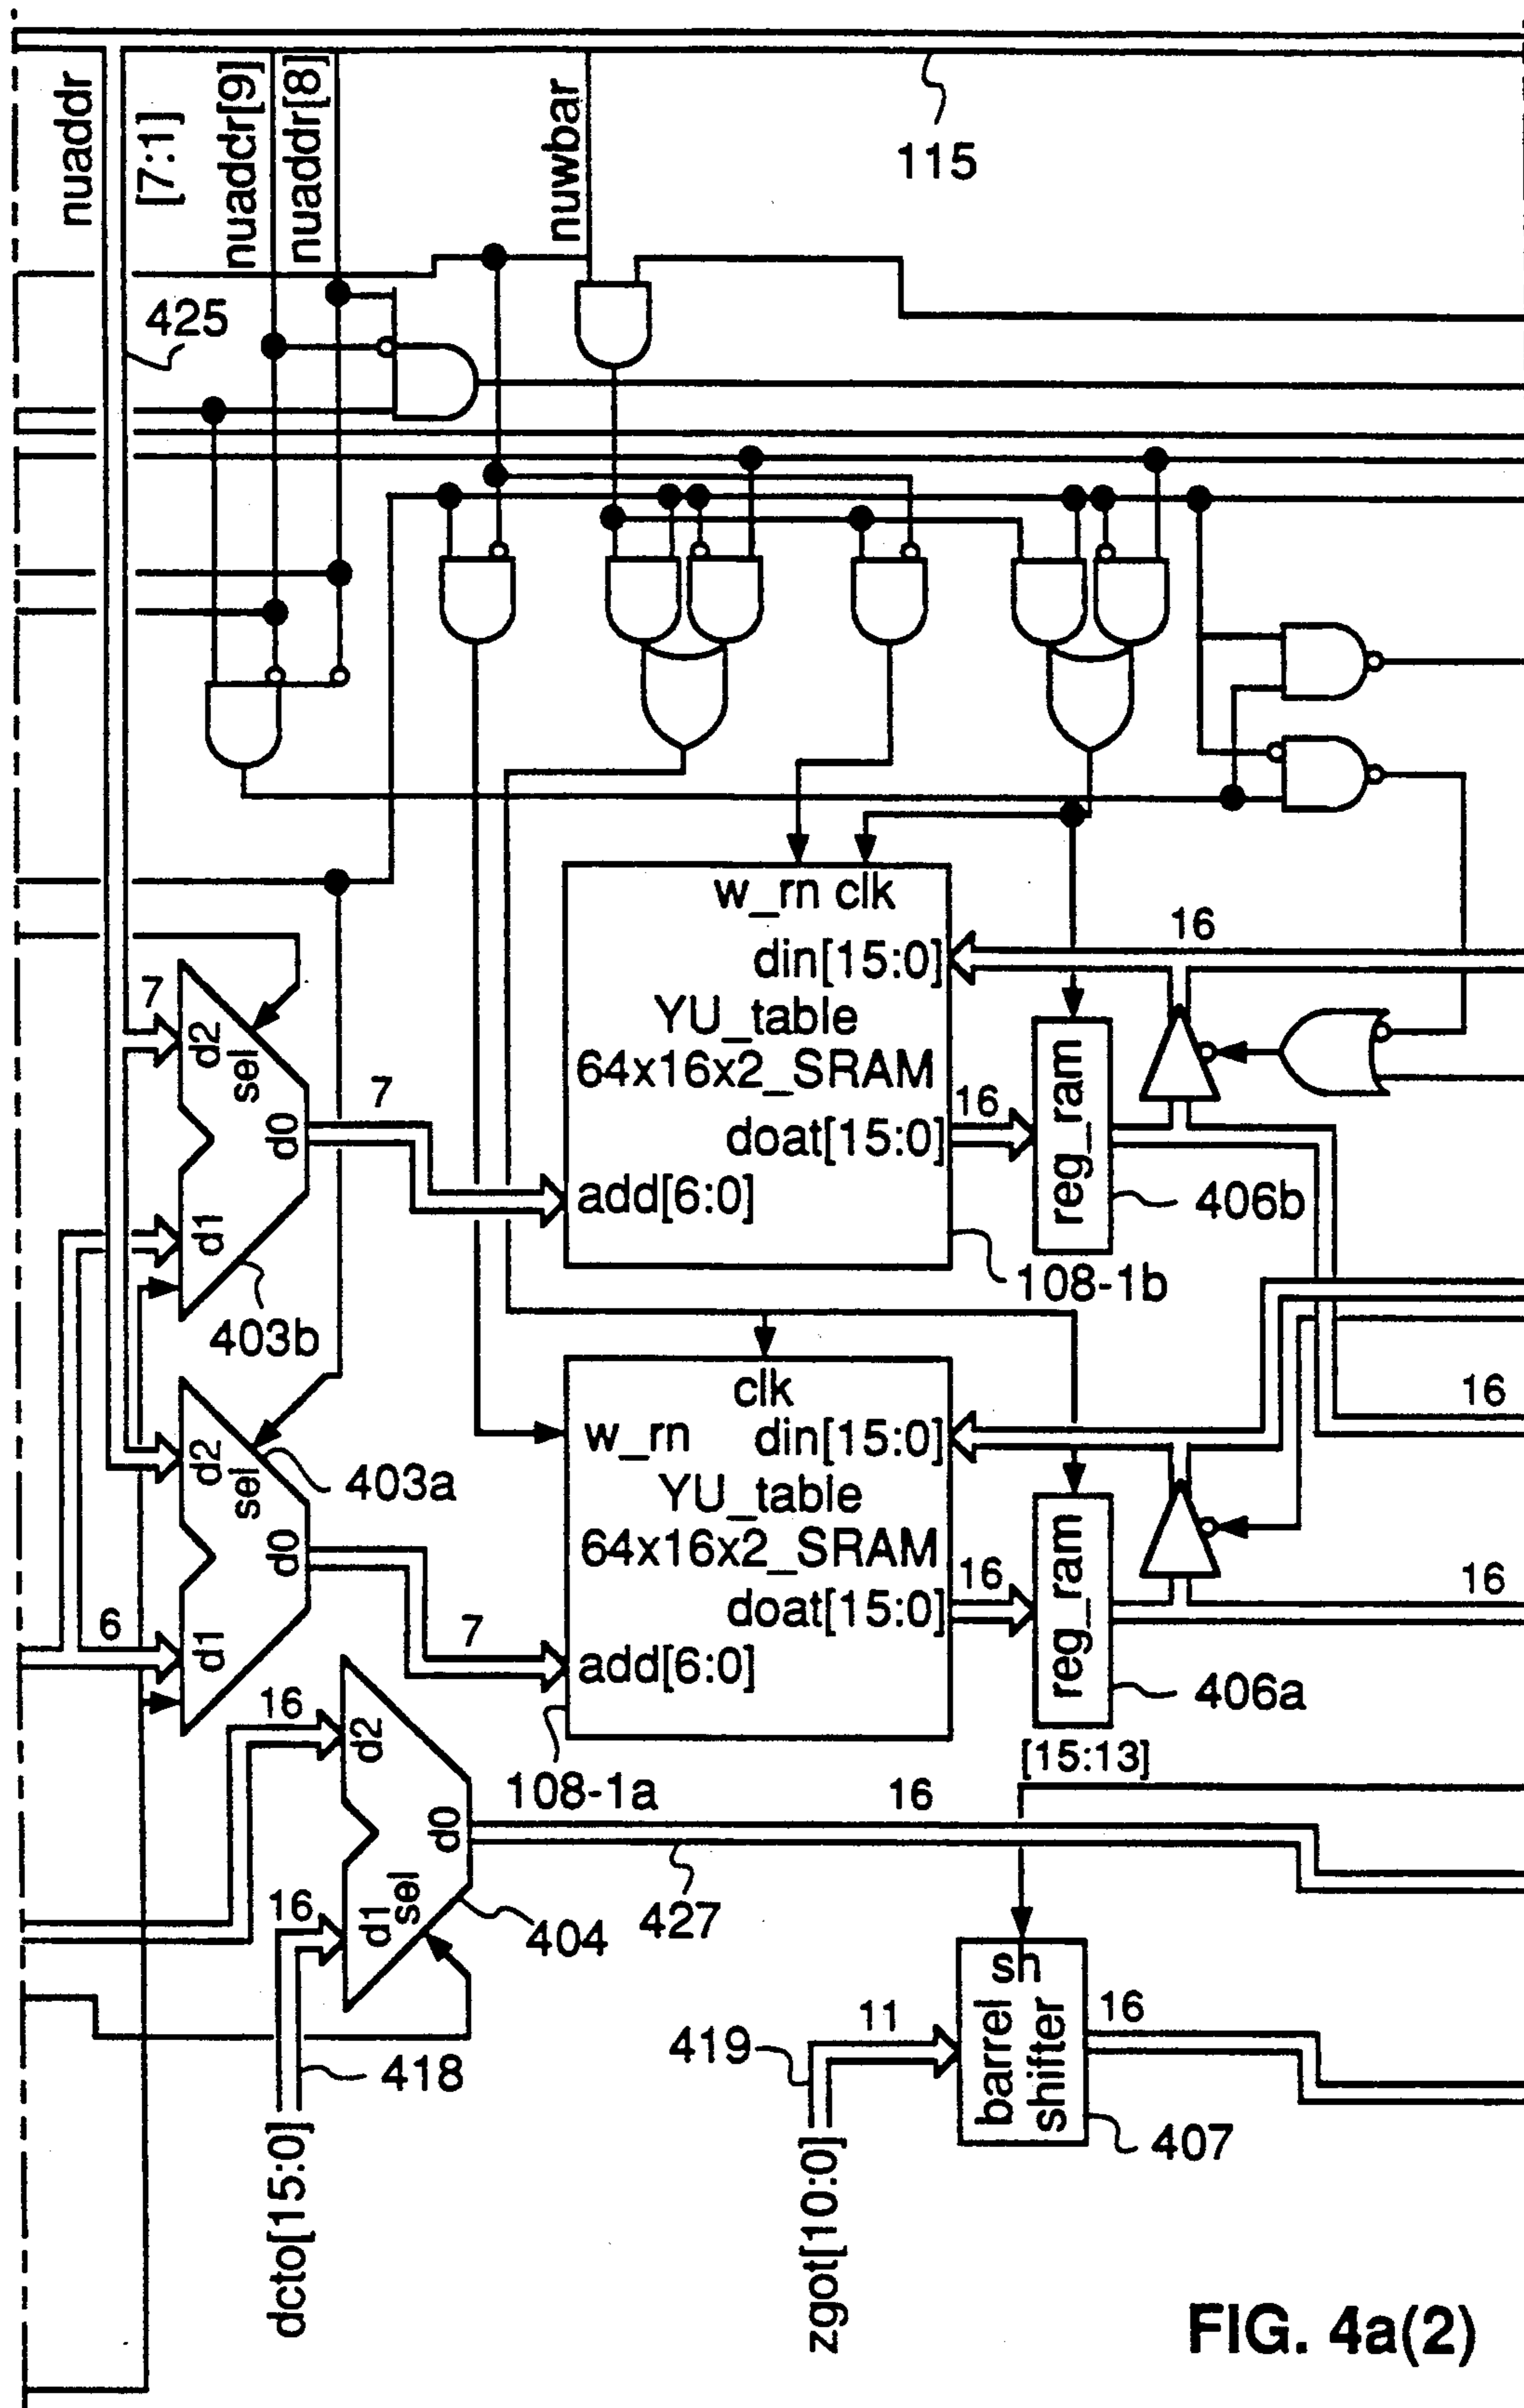 nuaddr
[7:1]
nuaddr[9]
nuaddr[8]
nuwbar
115
425
w_rn clk
din[15:0]
YU_table
64x16x2_SRAM
doat[15:0]
add[6:0]
16
7
d2
sel
d0
d1
7
403b
16
reg_ram
406b
108-1b
clk
w_rn
din[15:0]
YU_table
64x16x2_SRAM
doat[15:0]
add[6:0]
16
d2
sel
403a
d0
d1
6
7
16
reg_ram
406a
16
[15:13]
108-1a
16
d2
d0
d1
sel
16
404
16
427
418
dcto[15:0]
419
11
sh
barrel
shifter
16
407
zgot[10:0]
FIG. 4a(2)